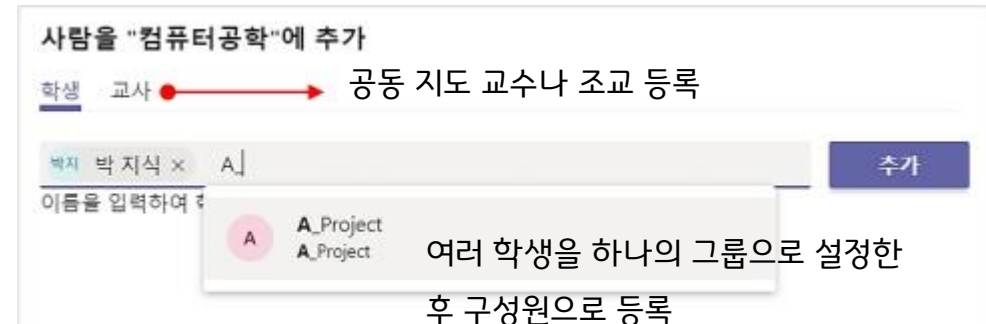 사람을 "컴퓨터공학"에 추가
학생 교사 공동 지도 교수나 조교 등록
박지 박 지식 × A_ 추가
이름을 입력하여
A A_Project
A_Project
여러 학생을 하나의 그룹으로 설정한
후 구성원으로 등록